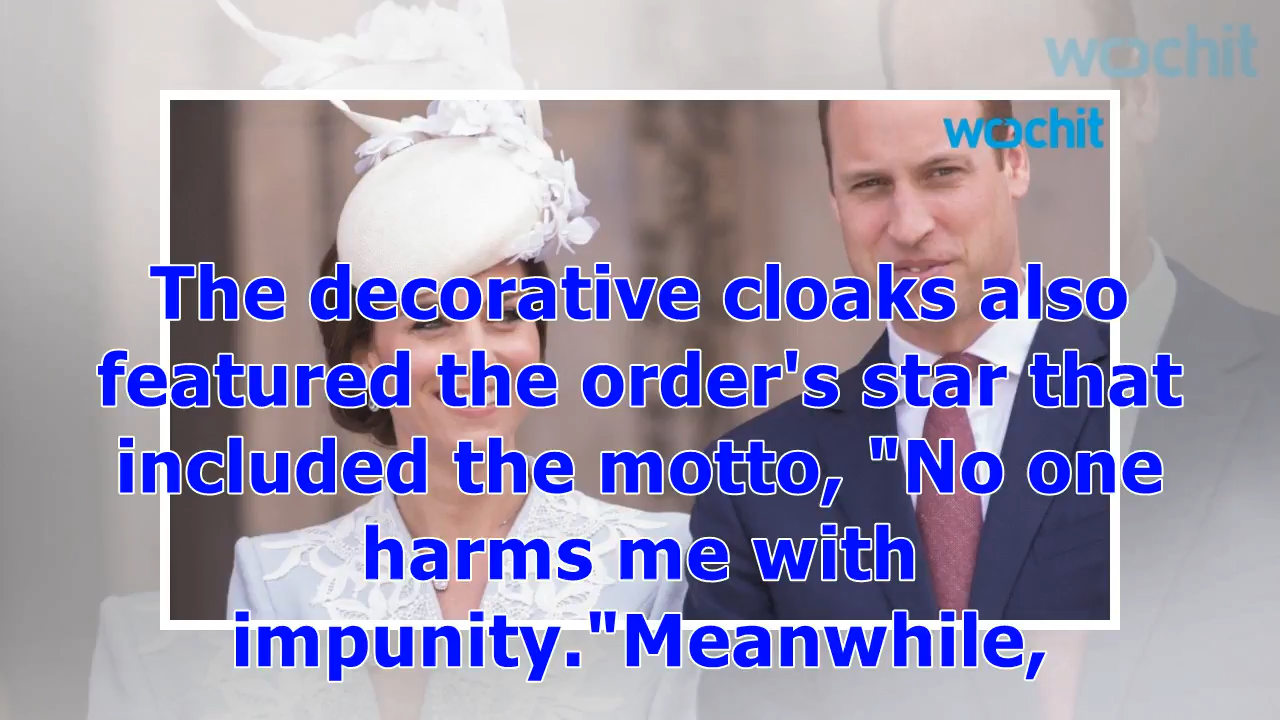 wochit
wochit
The decorative cloaks also
featured the order's star that
included the motto, "No one
harms me with
impunity."Meanwhile,